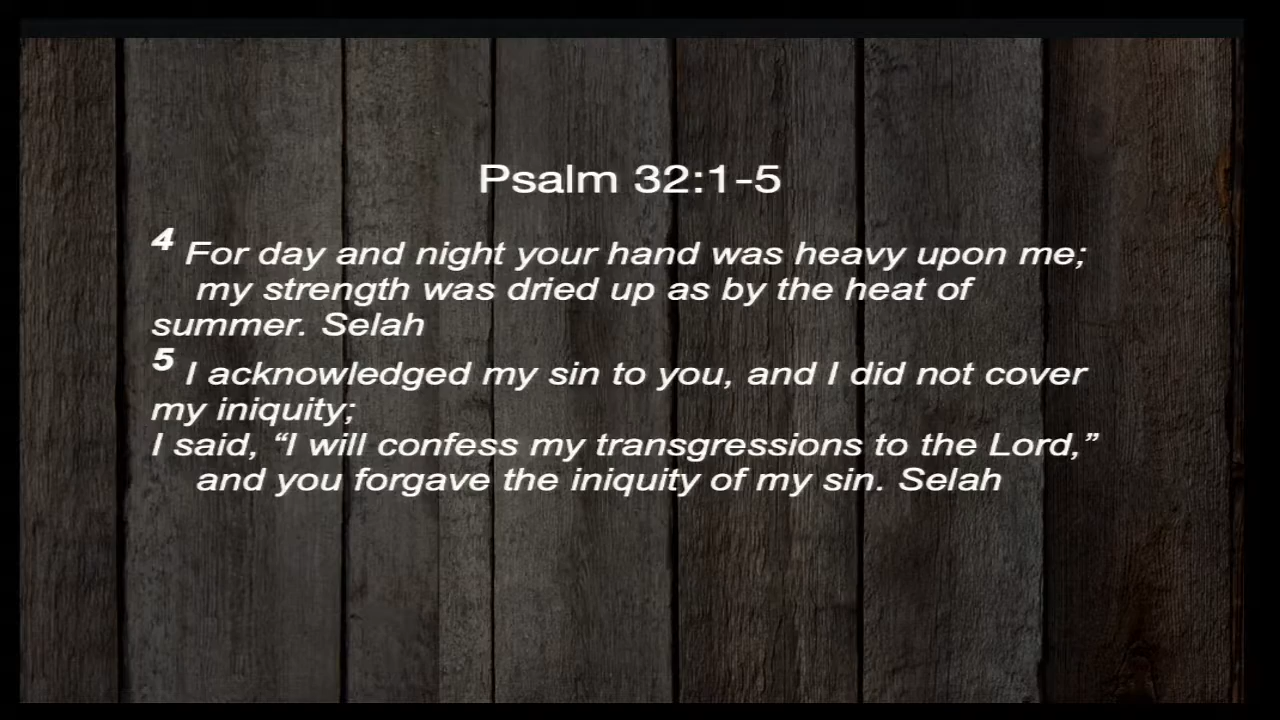 Psalm 32:1-5
4 For day and night your hand was heavy upon me;
my strength was dried up as by the heat of
summer. Selah
5 I acknowledged my sin to you, and I did not cover
my iniquity;
I said, “I will confess my transgressions to the Lord,”
and you forgave the iniquity of my sin. Selah